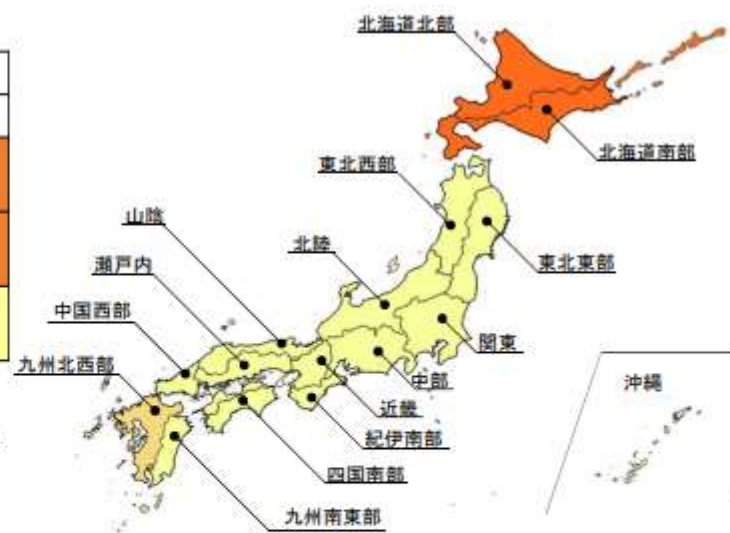 北海道北部
北海道南部
東北西部
山陰
北陸
東北東部
瀬戸内
中国西部
関東
九州北西部
中部
沖縄
近畿
紀伊南部
四国南部
九州南東部